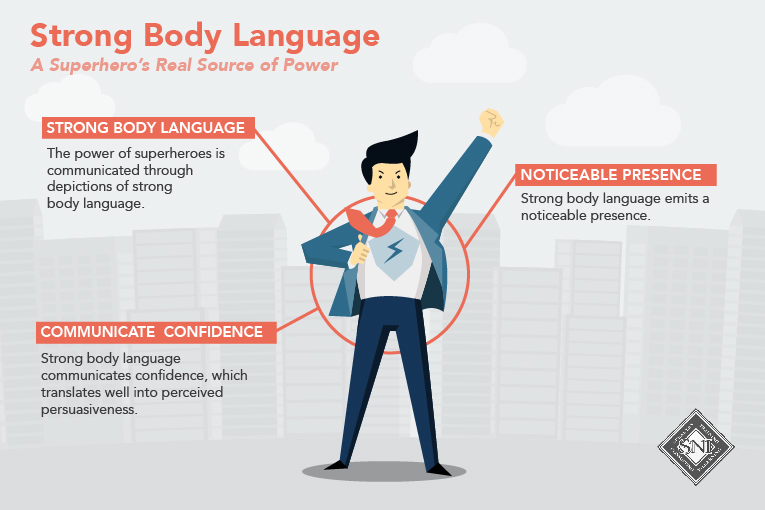 Strong Body Language
A Superhero's Real Source of Power
STRONG BODY LANGUAGE
The power of superheroes is
communicated through
depictions of strong
body language.
NOTICEABLE PRESENCE
Strong body language emits a
noticeable presence.
COMMUNICATE CONFIDENCE
Strong body language
communicates confidence, which
translates well into perceived
persuasiveness.
SNI